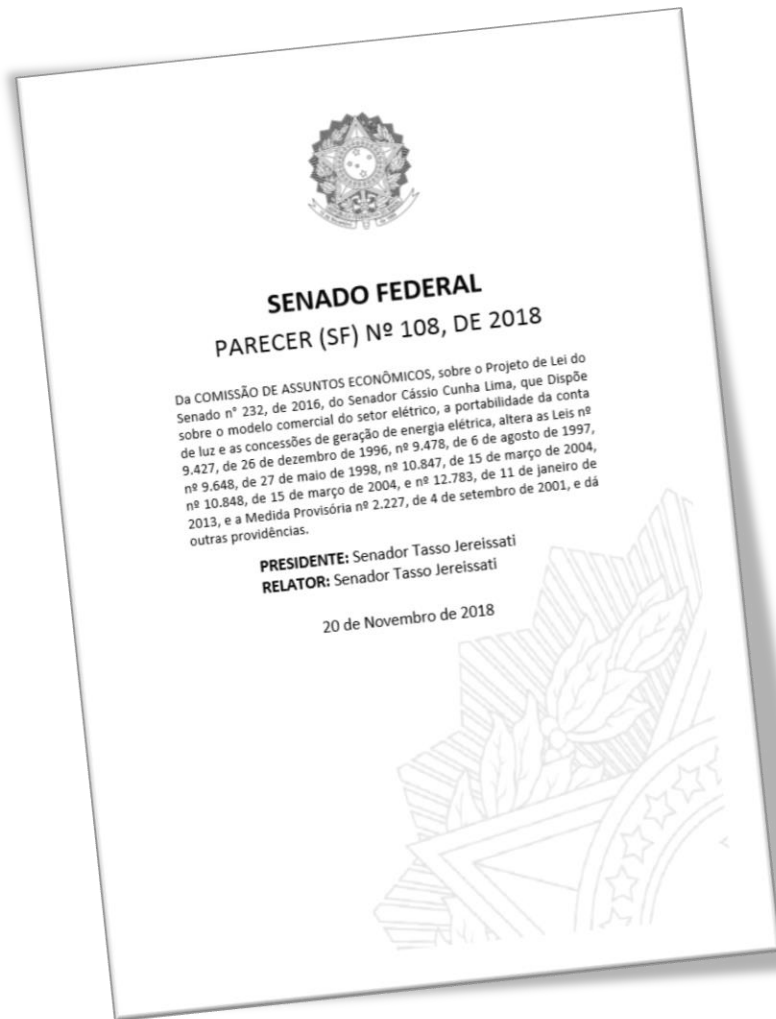 SENADO FEDERAL
PARECER (SF) Nº 108, DE 2018
Da COMISSÃO DE ASSUNTOS ECONÔMICOS, sobre o Projeto de Lei do
Senado n° 232, de 2016, do Senador Cássio Cunha Lima, que Dispõe
sobre o modelo comercial do setor elétrico, a portabilidade da conta
de luz e as concessões de geração de energia elétrica, altera as Leis nº
9.427, de 26 de dezembro de 1996, nº 9.478, de 6 de agosto de 1997,
nº 9.648, de 27 de maio de 1998, nº 10.847, de 15 de março de 2004,
nº 10.848, de 15 de março de 2004, e nº 12.783, de 11 de janeiro de
2013, e a Medida Provisória nº 2.227, de 4 de setembro de 2001, e dá
outras providências.
PRESIDENTE: Senador Tasso Jereissati
RELATOR: Senador Tasso Jereissati
20 de Novembro de 2018